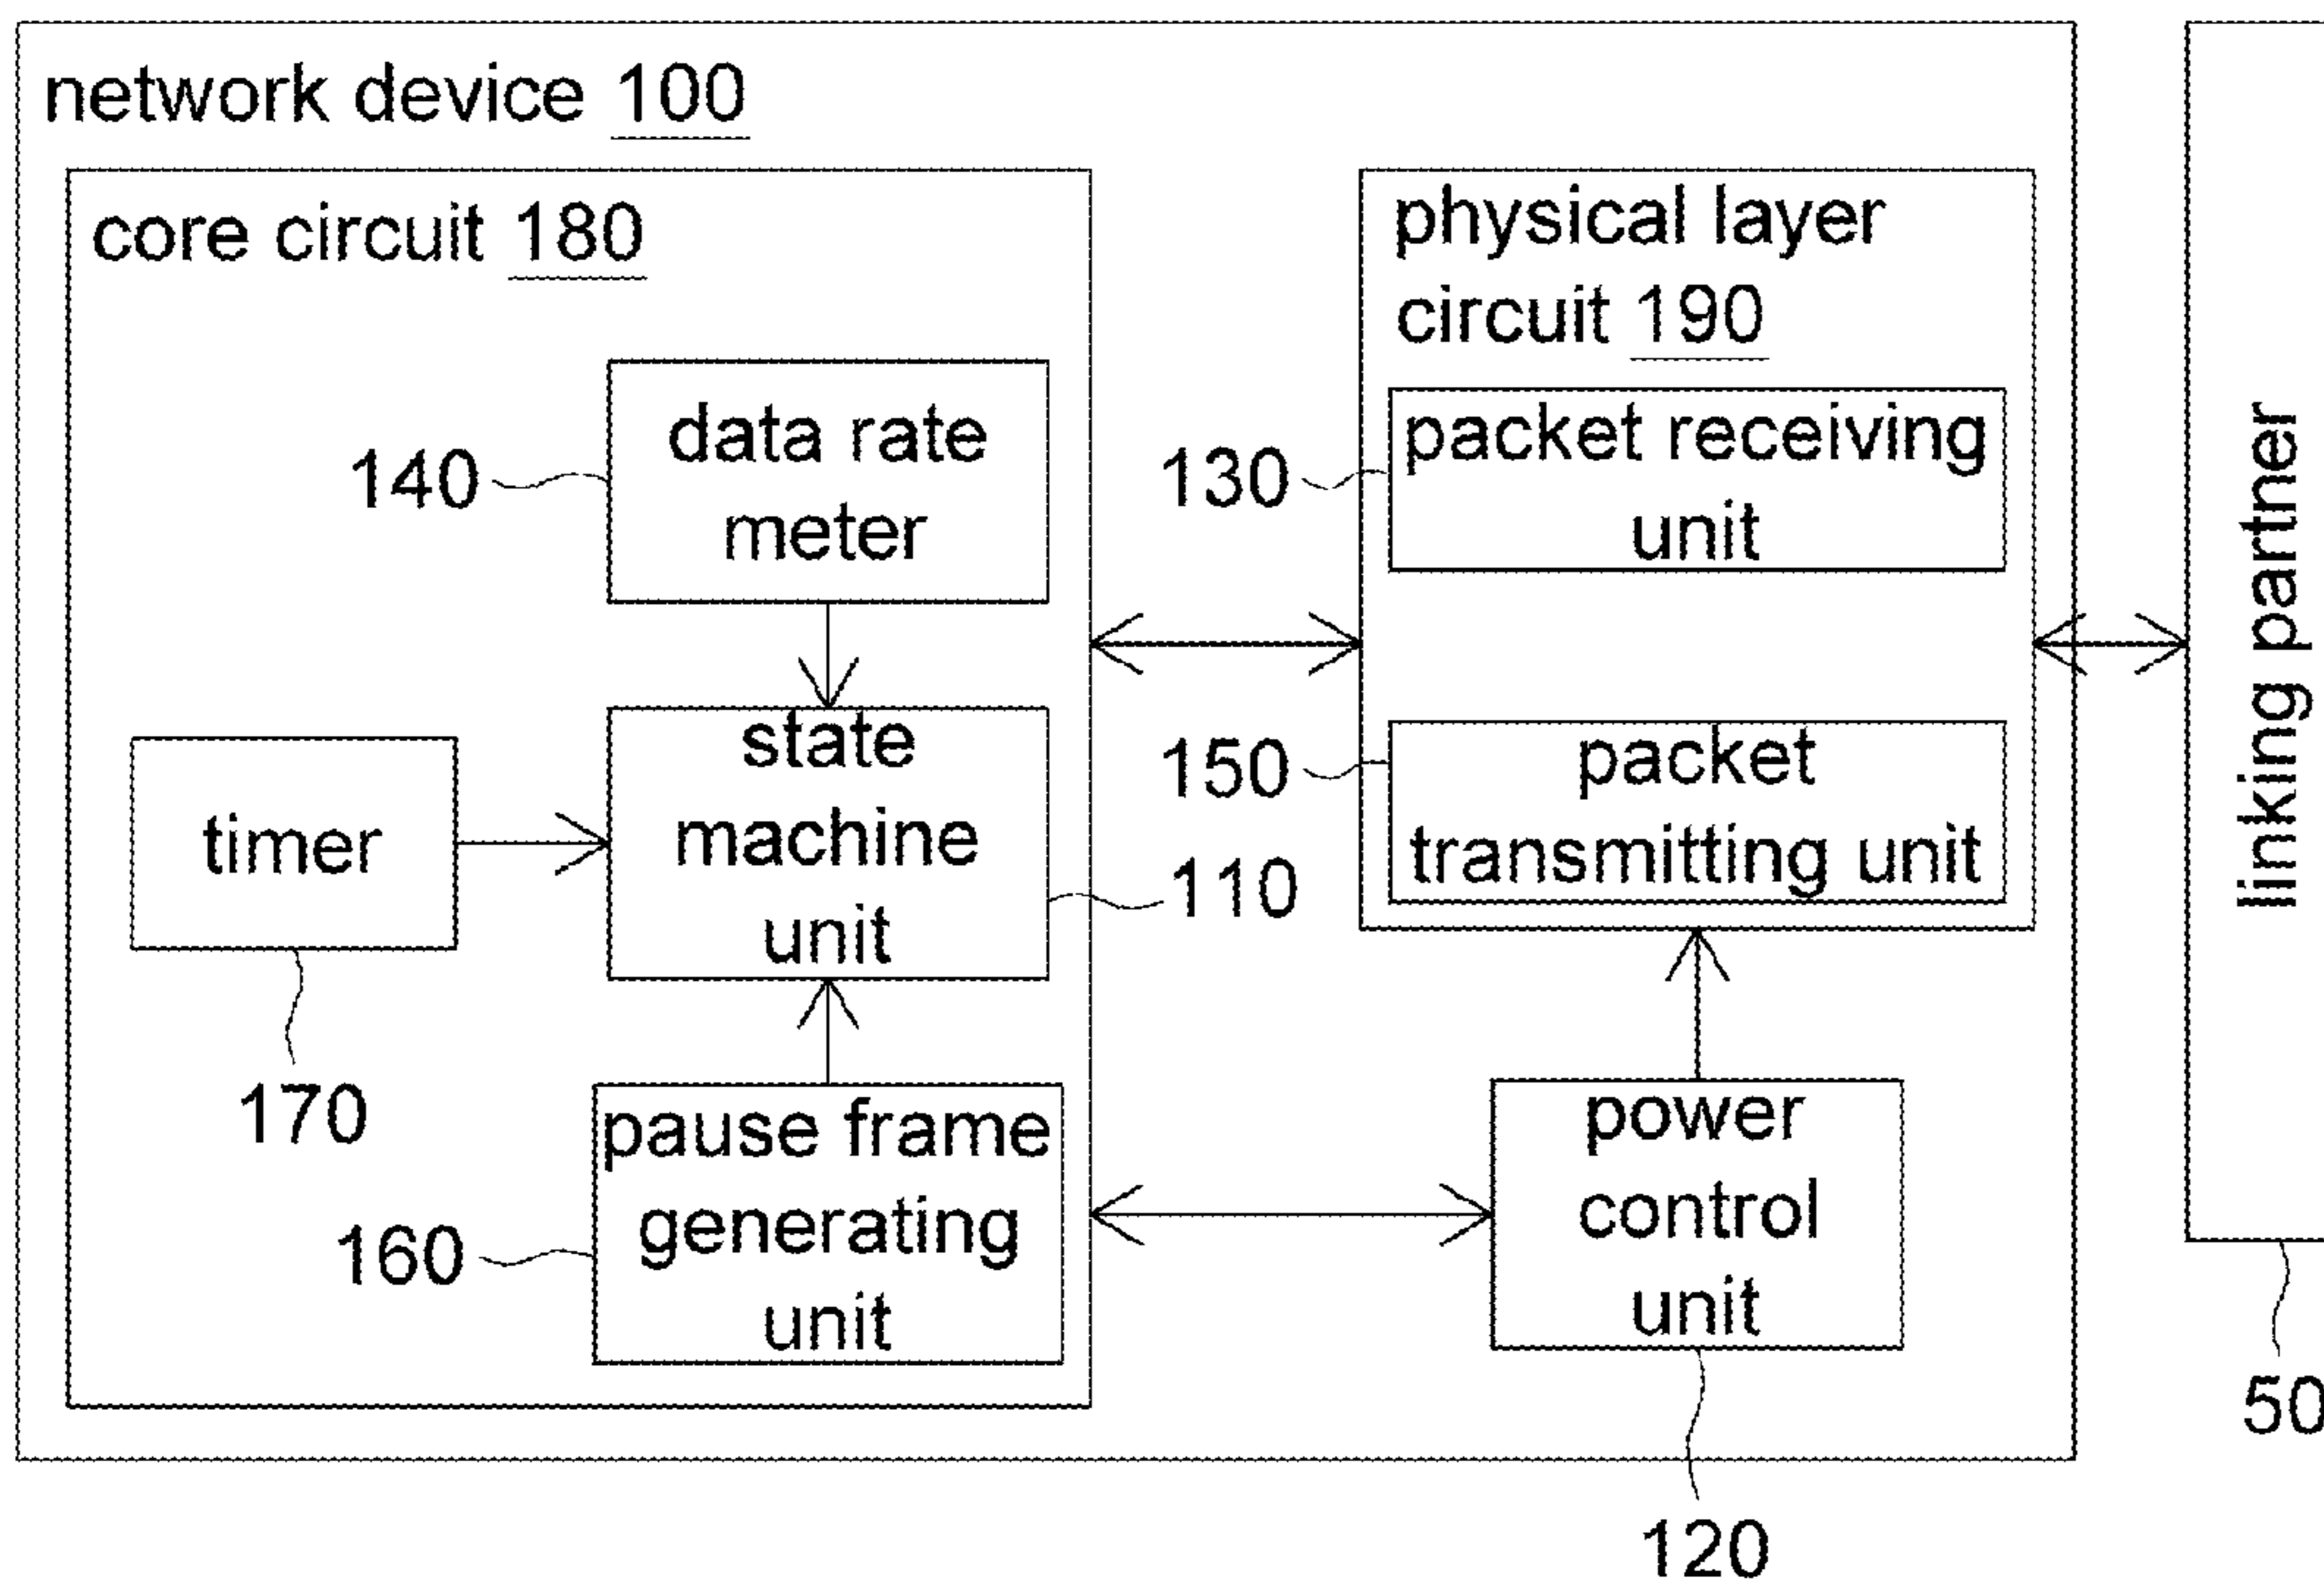 network device 100
core circuit 180
data rate
meter
140
state
machine
unit
110
timer
170
pause frame
generating
unit
160
physical layer
circuit 190
packet receiving
unit
130
packet
transmitting unit
150
power
control
unit
120
linking partner
50